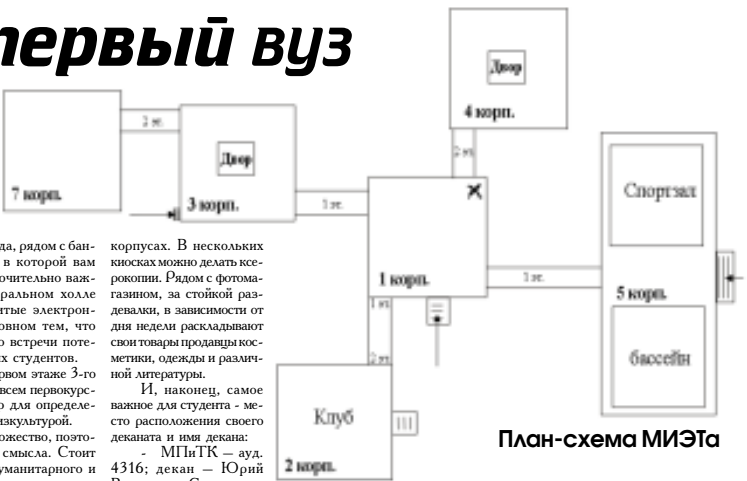 первый вуз
Двор
4 корп.
2 эт.
2 эт.
7 корп.
Двор
3 корп.
1 эт.
Спортзал
5 корп.
бассейн
1 корп.
1 эт.
1 эт.
2 эт.
Клуб
2 корп.
План-схема МИЭТа
да, рядом с бан-
в которой вам
ючительно важ-
ральном холле
итые электрон-
овном тем, что
о встречи поте-
х студентов.
рвом этаже 3-го
всем первокурс-
о для определе-
изкультурой.
ожество, поэто-
смысла. Стоит
уманитарного и
корпусах. В нескольких
киосках можно делать ксе-
рокопии. Рядом с фотома-
газином, за стойкой раз-
девалки, в зависимости от
дня недели раскладывают
свои товары продавцы кос-
метики, одежды и различ-
ной литературы.
И, наконец, самое
важное для студента - ме-
сто расположения своего
деканата и имя декана:
- МПиТК — ауд.
4316; декан — Юрий